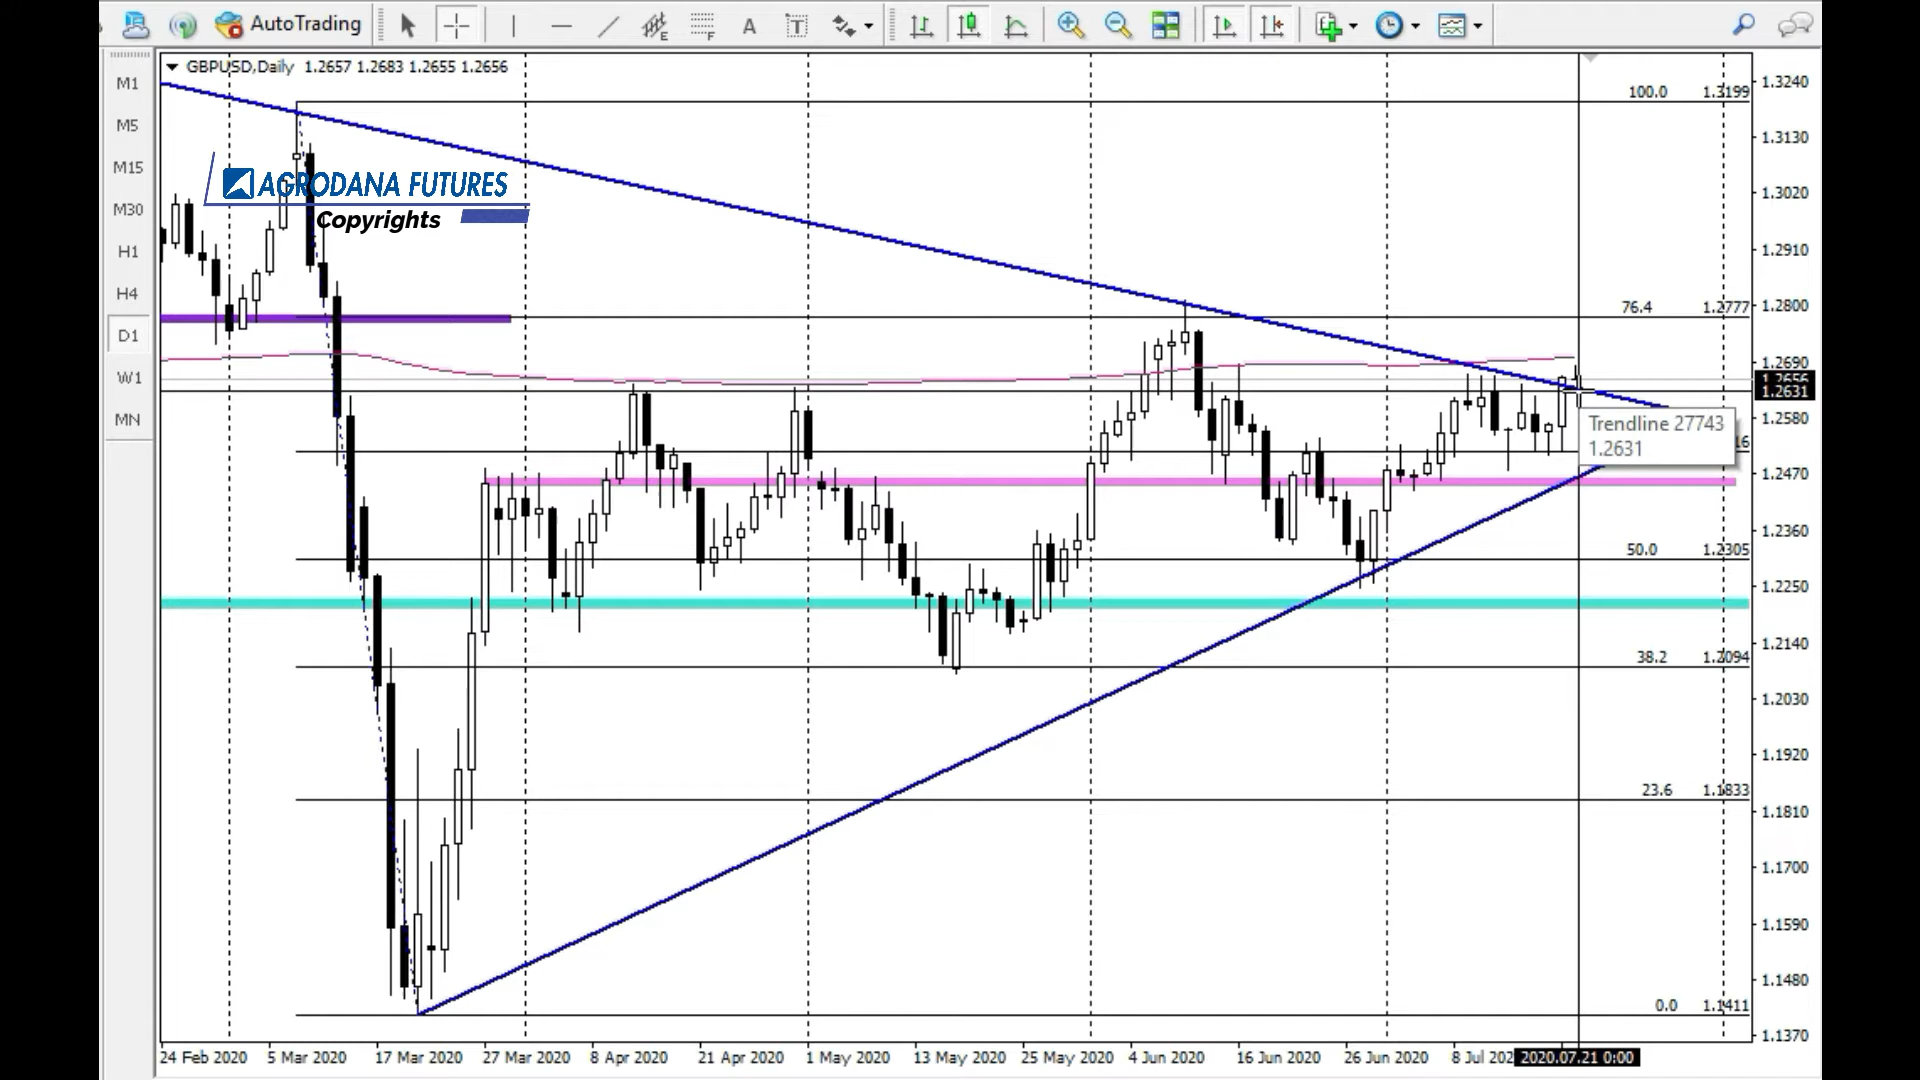 AutoTrading
E
F
A
T
M1
M5
M15
M30
H1
H4
D1
W1
MN
GBPUSD,Daily 1.2657 1.2683 1.2655 1.2656
AGRODANA FUTURES
Copyrights
100.0 1.3199
76.4 1.2777
16
50.0 1.2305
38.2 1.2094
23.6 1.1833
0.0 1.1411
Trendline 27743
1.2631
1.3240
1.3130
1.3020
1.2910
1.2800
1.2690
1.2656
1.2631
1.2580
1.2470
1.2360
1.2250
1.2140
1.2030
1.1920
1.1810
1.1700
1.1590
1.1480
1.1370
24 Feb 2020 5 Mar 2020 17 Mar 2020 27 Mar 2020 8 Apr 2020 21 Apr 2020 1 May 2020 13 May 2020 25 May 2020 4 Jun 2020 16 Jun 2020 26 Jun 2020 8 Jul 202 2020.07.21 0:00